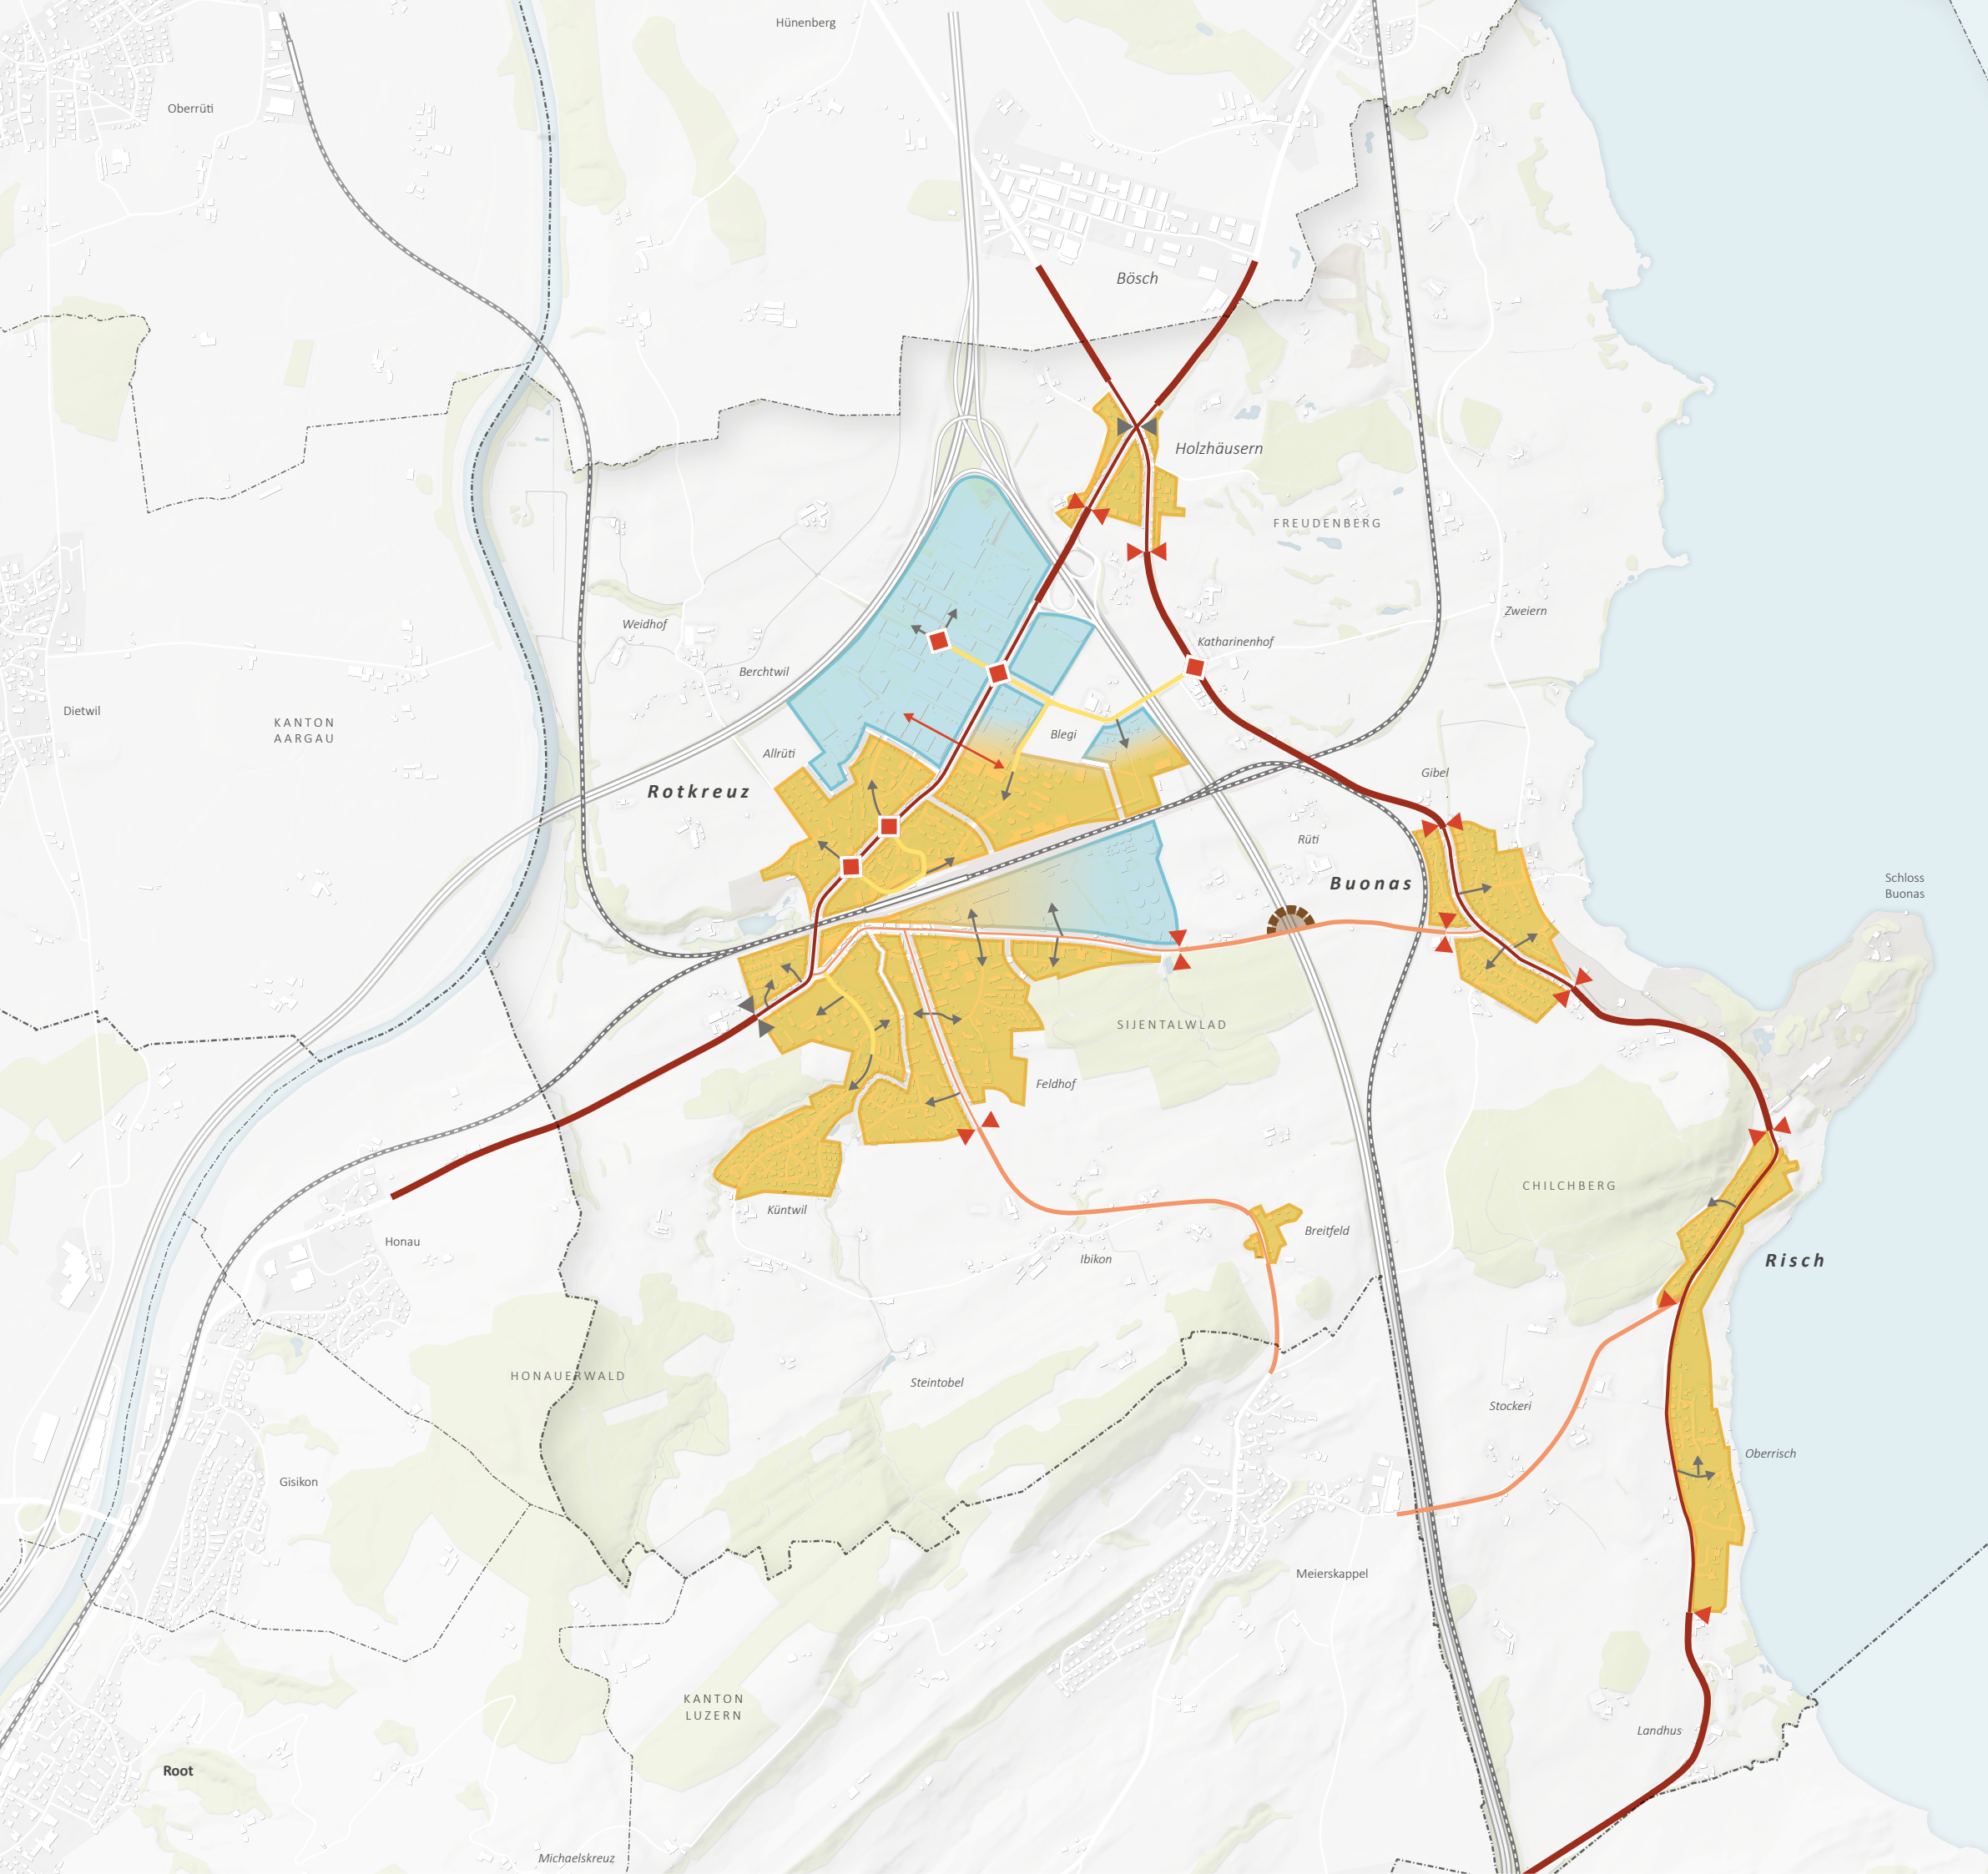 Hünenberg
Oberrüti
Bösch
Holzhäusern
FREUDENBERG
Zweiern
Weidhof
Katharinenhof
Berchtwil
Dietwil
KANTON
AARGAU
Blegi
Allrüti
Gibel
Rotkreuz
Rüti
Buonas
Schloss
Buonas
SIJENTALWLAD
Feldhof
CHILCHBERG
Küntwil
Breitfeld
Honau
Ibikon
Risch
HONAUERWALD
Steintobel
Stockeri
Oberrisch
Gisikon
Meierskappel
KANTON
LUZERN
Landhus
Root
Michaelskreuz